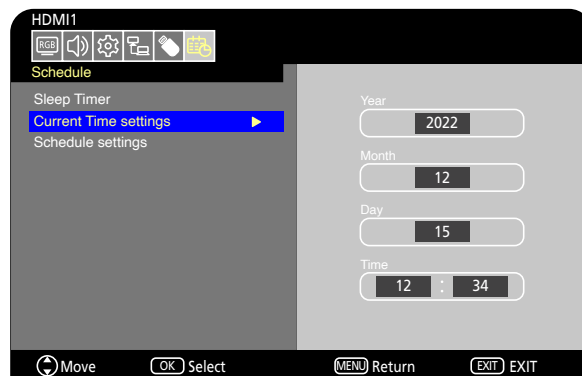 HDMI1
RGB
Schedule
Sleep Timer
Current Time settings
Schedule settings
Year
2022
Month
12
Day
15
Time
12 : 34
Move OK Select MENU Return EXIT EXIT